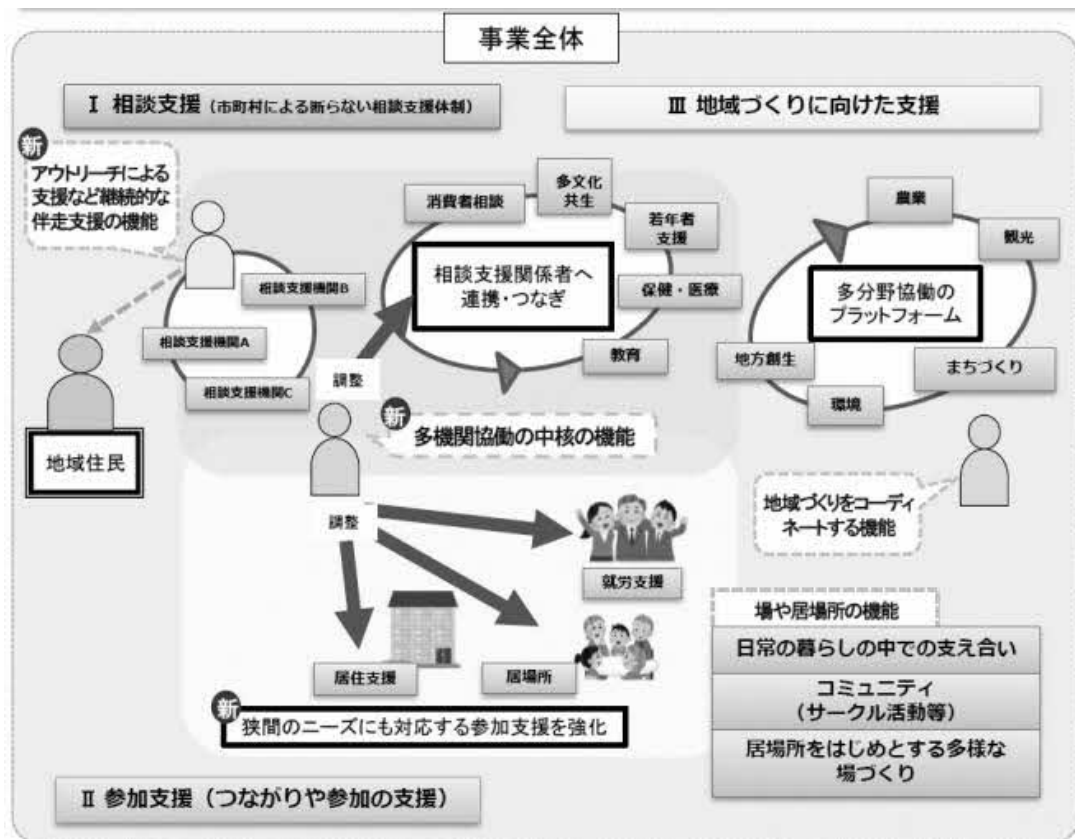 事業全体
Ⅰ 相談支援（市町村による断らない相談支援体制）
Ⅲ 地域づくりに向けた支援
新
アウトリーチによる
支援など継続的な
伴走支援の機能
相談支援機関B
相談支援機関A
相談支援機関C
地域住民
消費者相談
多文化
共生
若年者
支援
保健・医療
教育
相談支援関係者へ
連携・つなぎ
調整
新
多機関協働の中核の機能
農業
観光
まちづくり
環境
地方創生
多分野協働の
プラットフォーム
地域づくりをコーディ
ネートする機能
調整
就労支援
居住支援
居場所
新
狭間のニーズにも対応する参加支援を強化
場や居場所の機能
日常の暮らしの中での支え合い
コミュニティ
（サークル活動等）
居場所をはじめとする多様な
場づくり
Ⅱ 参加支援（つながりや参加の支援）